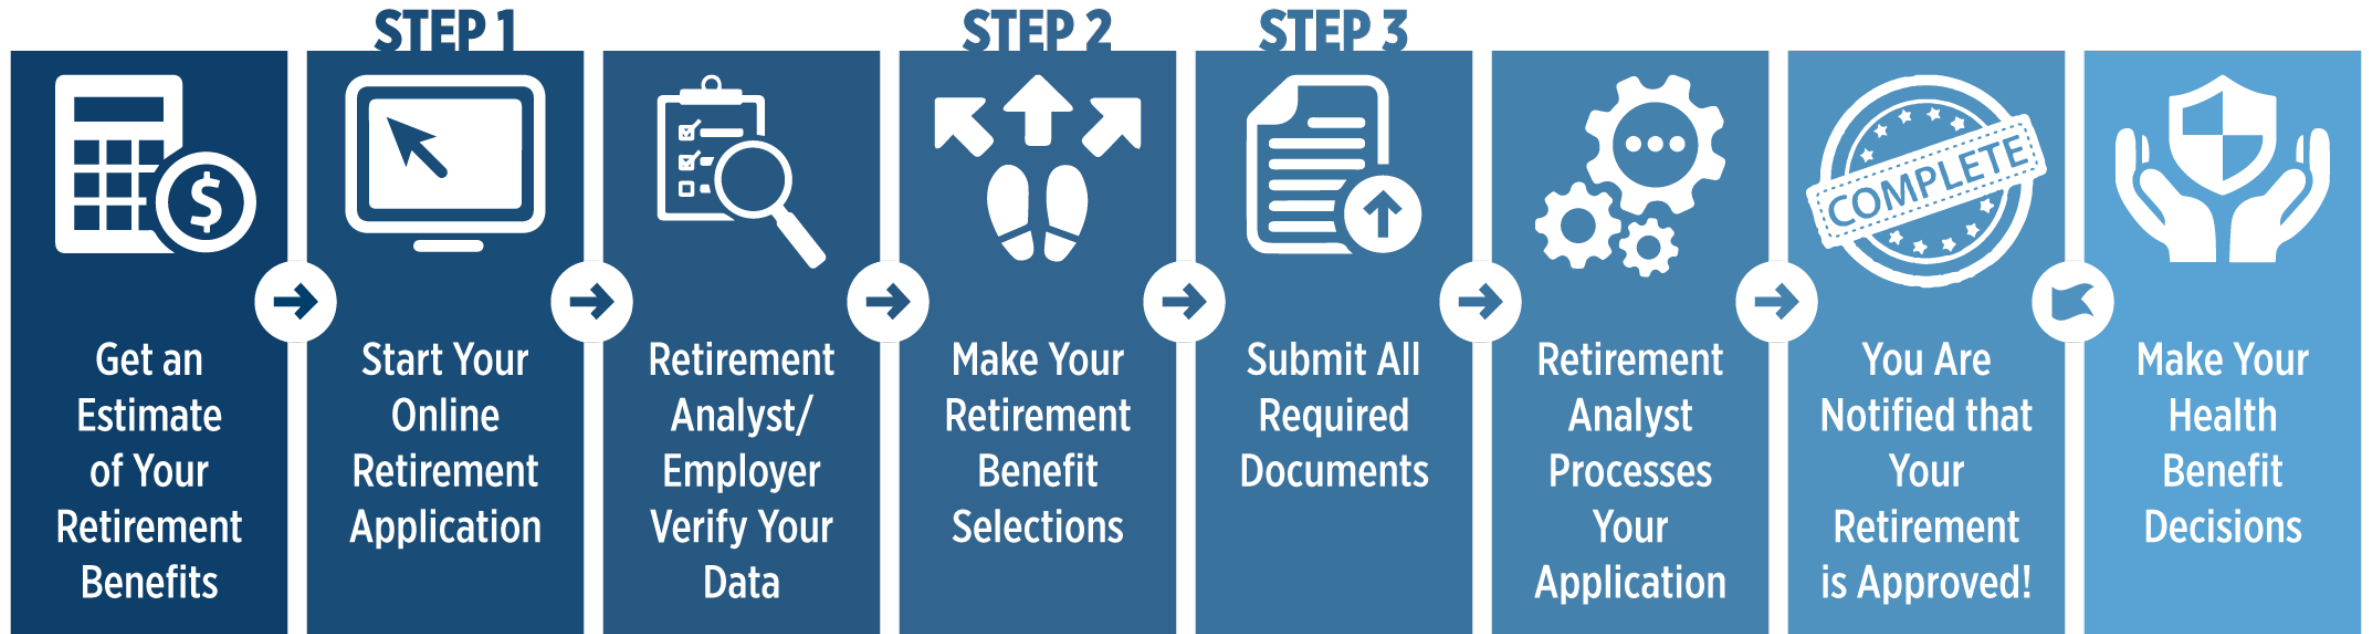 STEP 1
STEP 2
STEP 3
$
Get an
Estimate
of Your
Retirement
Benefits
Start Your
Online
Retirement
Application
Retirement
Analyst/
Employer
Verify Your
Data
Make Your
Retirement
Benefit
Selections
Submit All
Required
Documents
Retirement
Analyst
Processes
Your
Application
COMPLETE
You Are
Notified that
Your
Retirement
is Approved!
Make Your
Health
Benefit
Decisions